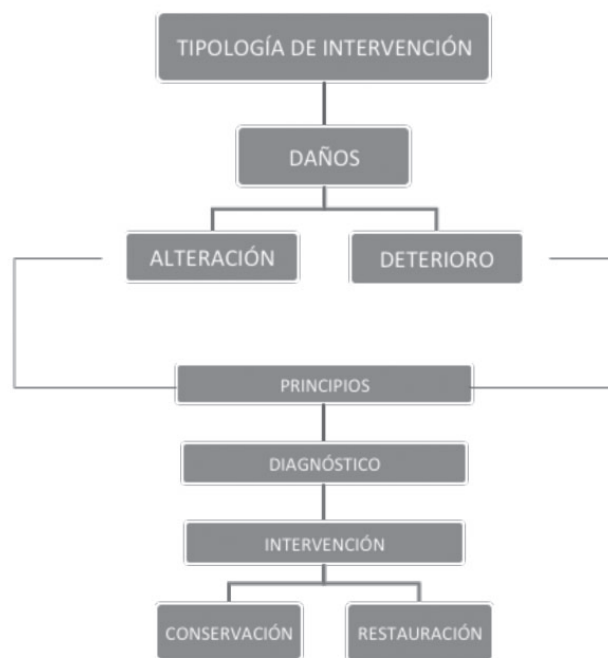 TIPOLOGÍA DE INTERVENCIÓN
DAÑOS
ALTERACIÓN
DETERIORO
PRINCIPIOS
DIAGNÓSTICO
INTERVENCIÓN
CONSERVACIÓN
RESTAURACIÓN